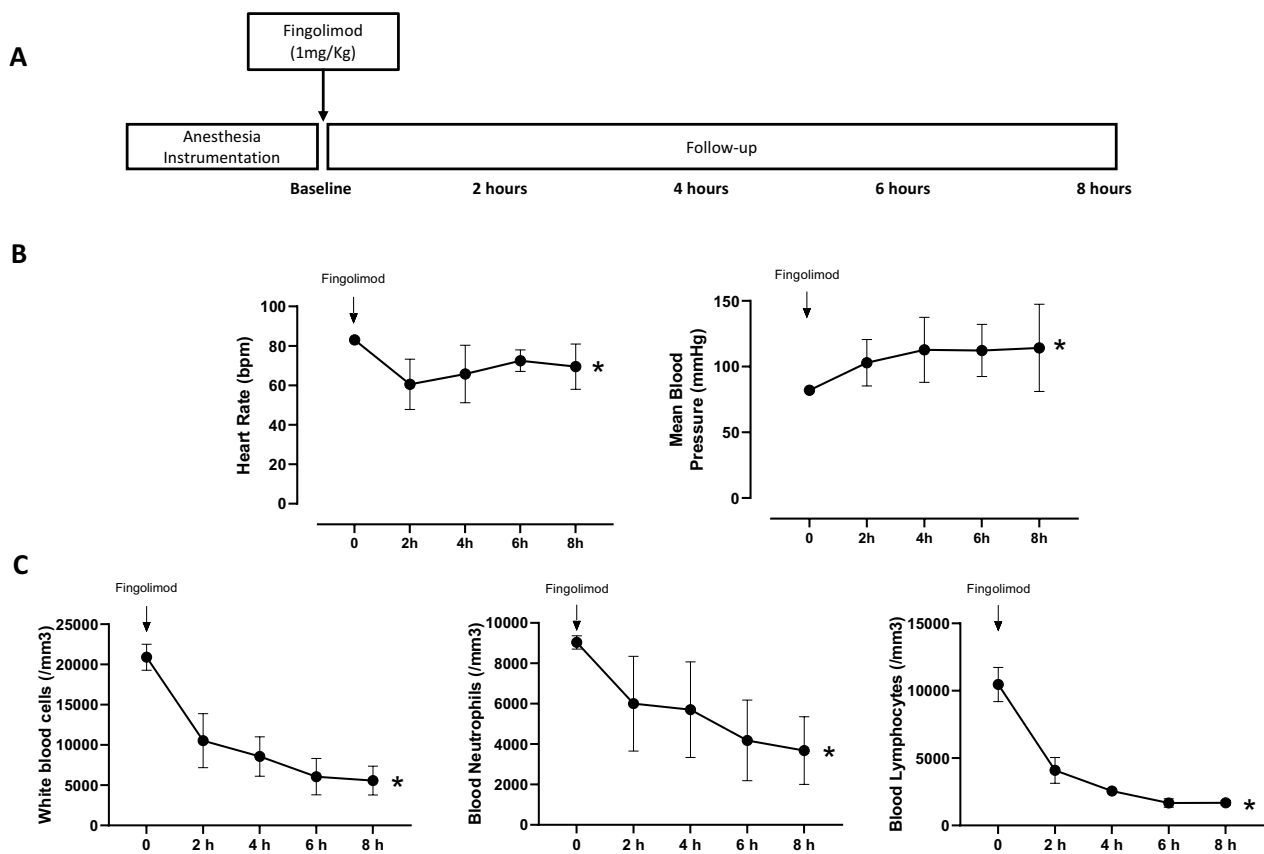 A
Fingolimod
(1mg/Kg)
Anesthesia
Instrumentation
Follow-up
Baseline
2 hours
4 hours
6 hours
8 hours
B
Fingolimod
Heart Rate (bpm)
100
80
60
40
20
0
*
0 2h 4h 6h 8h
Fingolimod
Mean Blood
Pressure (mmHg)
150
100
50
0
*
0 2h 4h 6h 8h
C
Fingolimod
White blood cells (/mm3)
25000
20000
15000
10000
5000
0
*
0 2 h 4 h 6 h 8 h
Fingolimod
Blood Neutrophils (/mm3)
10000
8000
6000
4000
2000
0
*
0 2 h 4 h 6 h 8 h
Fingolimod
Blood Lymphocytes (/mm3)
15000
10000
5000
0
*
0 2 h 4 h 6 h 8 h